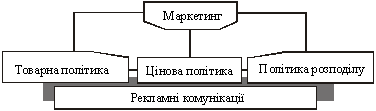 Маркетинг
Товарна політика
Цінова політика
Політика розподілу
Рекламні комунікації